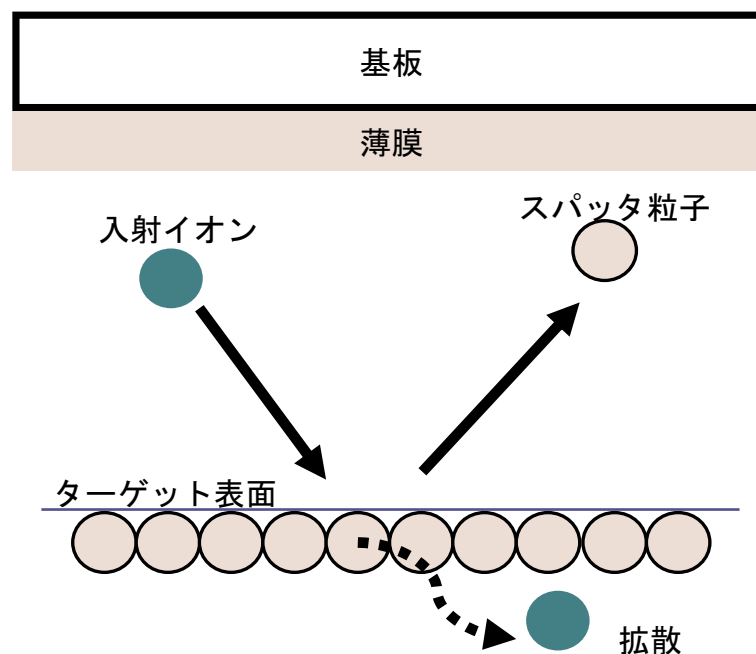 基板
薄膜
スパッタ粒子
入射イオン
ターゲット表面
拡散